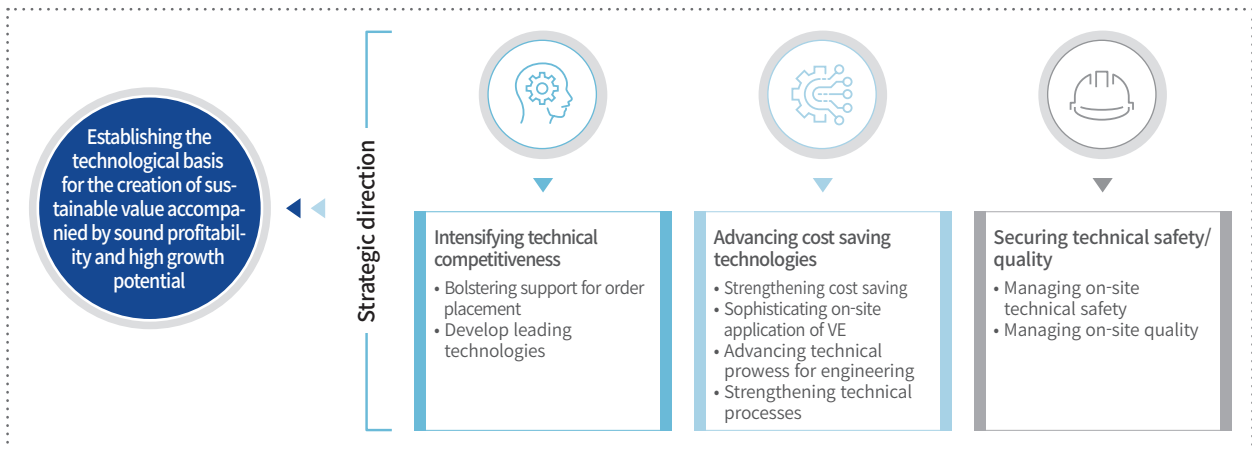 Establishing the
technological basis
for the creation of sus-
tainable value accompa-
nied by sound profitabil-
ity and high growth
potential
Strategic direction
Intensifying technical
competitiveness
• Bolstering support for order
placement
• Develop leading
technologies
Advancing cost saving
technologies
• Strengthening cost saving
• Sophisticating on-site
application of VE
• Advancing technical
prowess for engineering
• Strengthening technical
processes
Securing technical safety/
quality
• Managing on-site
technical safety
• Managing on-site quality